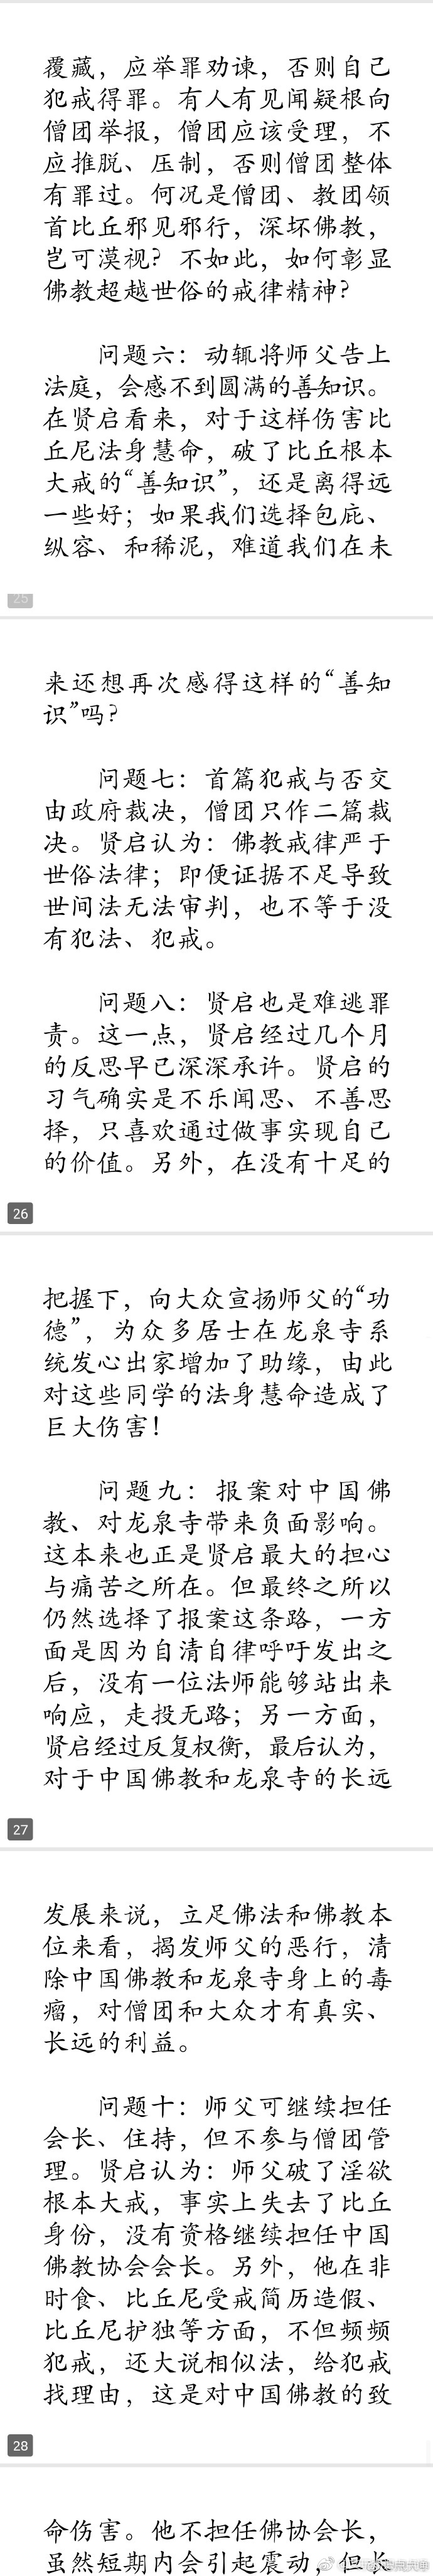 覆藏，应举罪劝谏，否则自己
犯戒得罪。有人有见闻疑根向
僧团举报，僧团应该受理，不
应推脱、压制，否则僧团整体
有罪过。何况是僧团、教团领
首比丘邪见邪行，深坏佛教，
岂可漠视？不如此，如何彰显
佛教超越世俗的戒律精神？
问题六：动辄将师父告上
法庭，会感不到圆满的善知识。
在贤启看来，对于这样伤害比
丘尼法身慧命，破了比丘根本
大戒的“善知识”，还是离得远
一些好；如果我们选择包庇、
纵容、和稀泥，难道我们在未
25
来还想再次感得这样的“善知
识”吗？
问题七：首篇犯戒与否交
由政府裁决，僧团只作二篇裁
决。贤启认为：佛教戒律严于
世俗法律；即便证据不足导致
世间法无法审判，也不等于没
有犯法、犯戒。
问题八：贤启也是难逃罪
责。这一点，贤启经过几个月
的反思早已深深承许。贤启的
习气确实是不乐闻思、不善思
择，只喜欢通过做事实现自己
的价值。另外，在没有十足的
26
把握下，向大众宣扬师父的“功
德”，为众多居士在龙泉寺系
统发心出家增加了助缘，由此
对这些同学的法身慧命造成了
巨大伤害！
问题九：报案对中国佛
教、对龙泉寺带来负面影响。
这本来也正是贤启最大的担心
与痛苦之所在。但最终之所以
仍然选择了报案这条路，一方
面是因为自清自律呼吁发出之
后，没有一位法师能够站出来
响应，走投无路；另一方面，
贤启经过反复权衡，最后认为，
对于中国佛教和龙泉寺的长远
27
发展来说，立足佛法和佛教本
位来看，揭发师父的恶行，清
除中国佛教和龙泉寺身上的毒
瘤，对僧团和大众才有真实、
长远的利益。
问题十：师父可继续担任
会长、住持，但不参与僧团管
理。贤启认为：师父破了淫欲
根本大戒，事实上失去了比丘
身份，没有资格继续担任中国
佛教协会会长。另外，他在非
时食、比丘尼受戒简历造假、
比丘尼护独等方面，不但频频
犯戒，还大说相似法，给犯戒
找理由，这是对中国佛教的致
28
命伤害。他不担任佛协会长，
虽然短期内会引起震动，但长